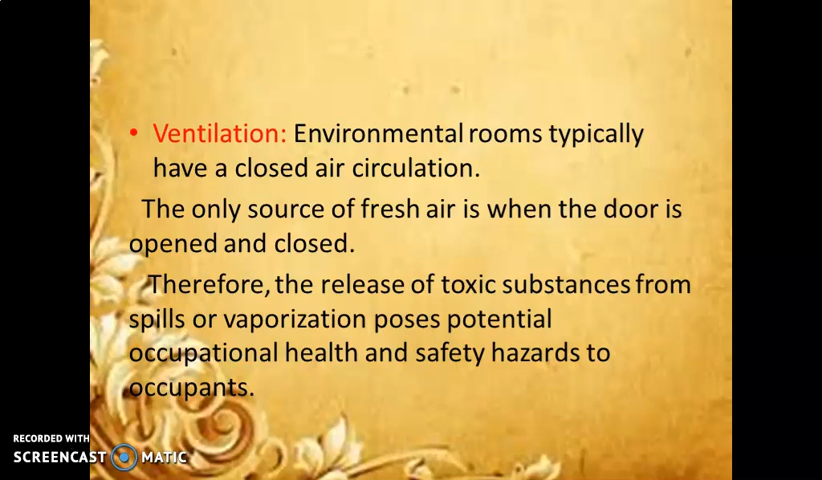 • Ventilation: Environmental rooms typically
have a closed air circulation.
The only source of fresh air is when the door is
opened and closed.
Therefore, the release of toxic substances from
spills or vaporization poses potential
occupational health and safety hazards to
occupants.
RECORDED WITH
SCREENCAST MATIC